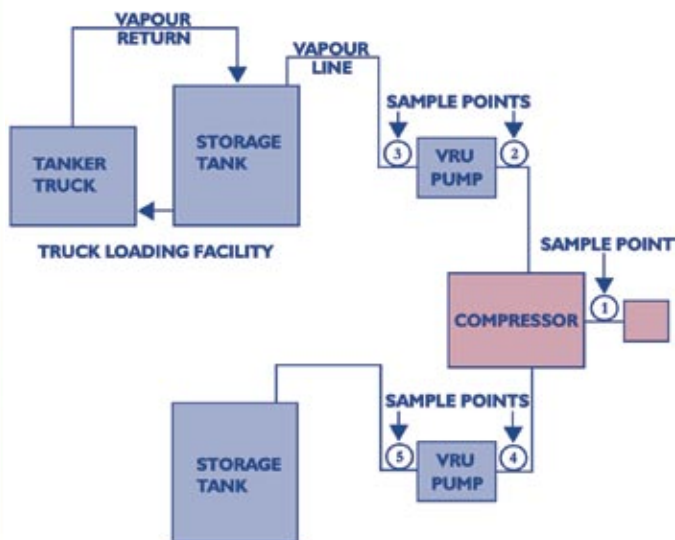 VAPOUR
RETURN
VAPOUR
LINE
SAMPLE POINTS
TANKER
TRUCK
STORAGE
TANK
3
VRU
PUMP
2
TRUCK LOADING FACILITY
SAMPLE POINT
COMPRESSOR
1
SAMPLE POINTS
STORAGE
TANK
5
VRU
PUMP
4